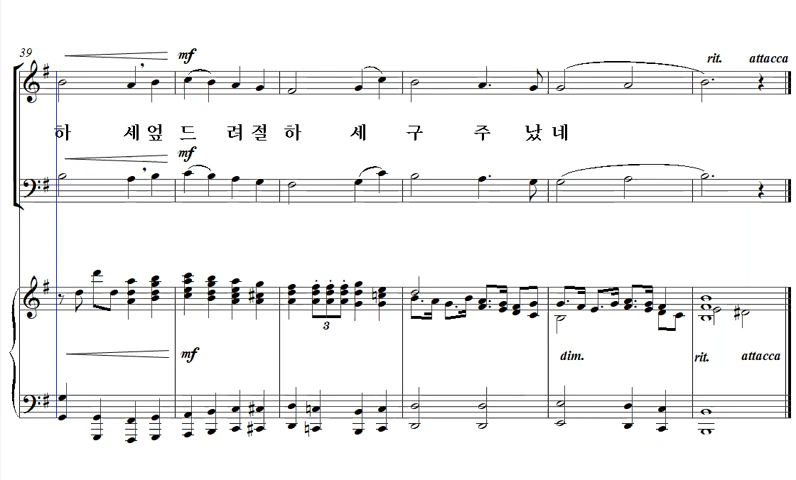 39
mf
rit. attacca
하 세엎드 려절하 세 구 주 났네
mf
3
mf
dim. rit. attacca